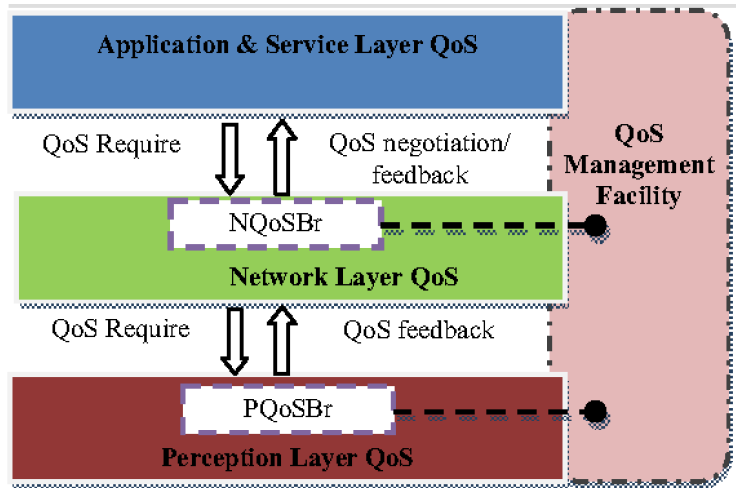 Application & Service Layer QoS
QoS Require
QoS negotiation/
feedback
QoS
Management
Facility
NQoSBr
Network Layer QoS
QoS Require
QoS feedback
PQoSBr
Perception Layer QoS